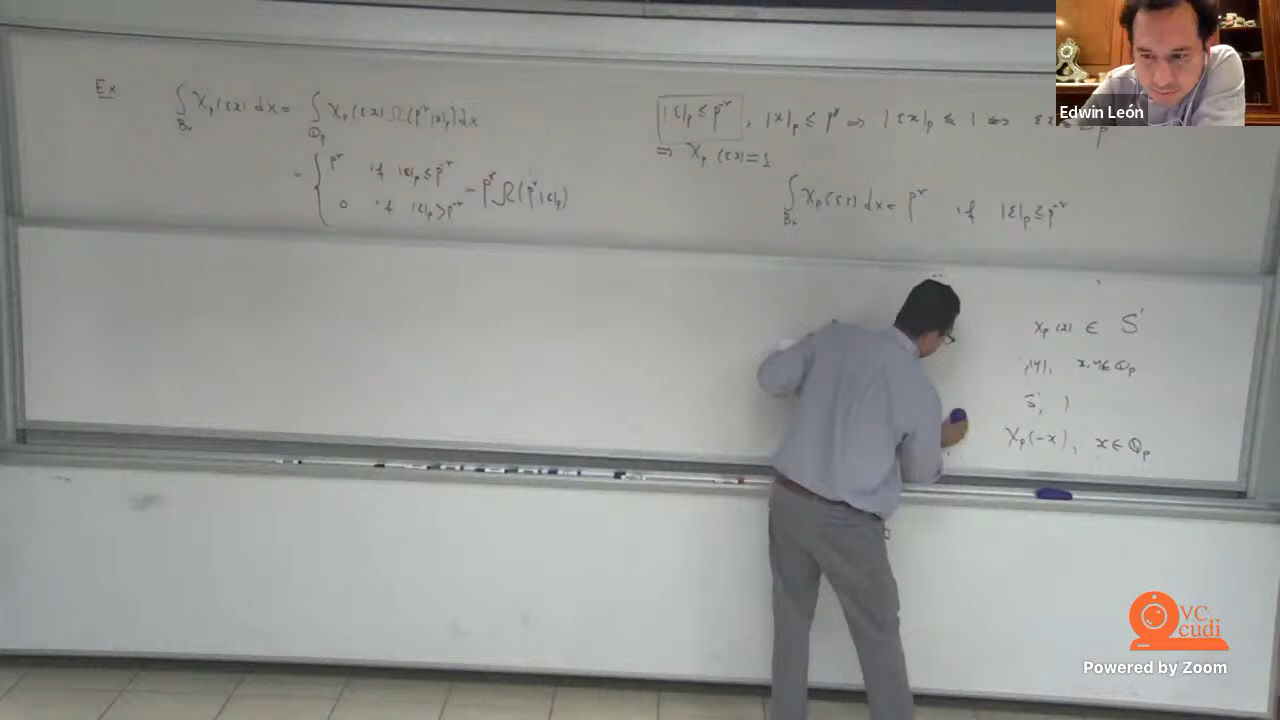 Ex
∫_{B_r} χ_p(ξx) dx = ∫_{Q_p} χ_p(ξx) Ω(p^{-r}|x|_p) dx
= { p^r if |ξ|_p ≤ p^{-r}
0 if |ξ|_p > p^{-r}
= p^r Ω(p^r|ξ|_p)
|ξ|_p ≤ p^{-r}, |x|_p ≤ p^r ⇒ |ξx|_p ≤ 1 ⇔
⇒ χ_p(ξx) = 1
∫_{B_r} χ_p(ξx) dx = p^r if |ξ|_p ≤ p^{-r}
χ_p(x) ∈ S'
(y), x, y ∈ Q_p
S',
χ_p(-x), x ∈ Q_p
Edwin León
VC
cudi
Powered by Zoom